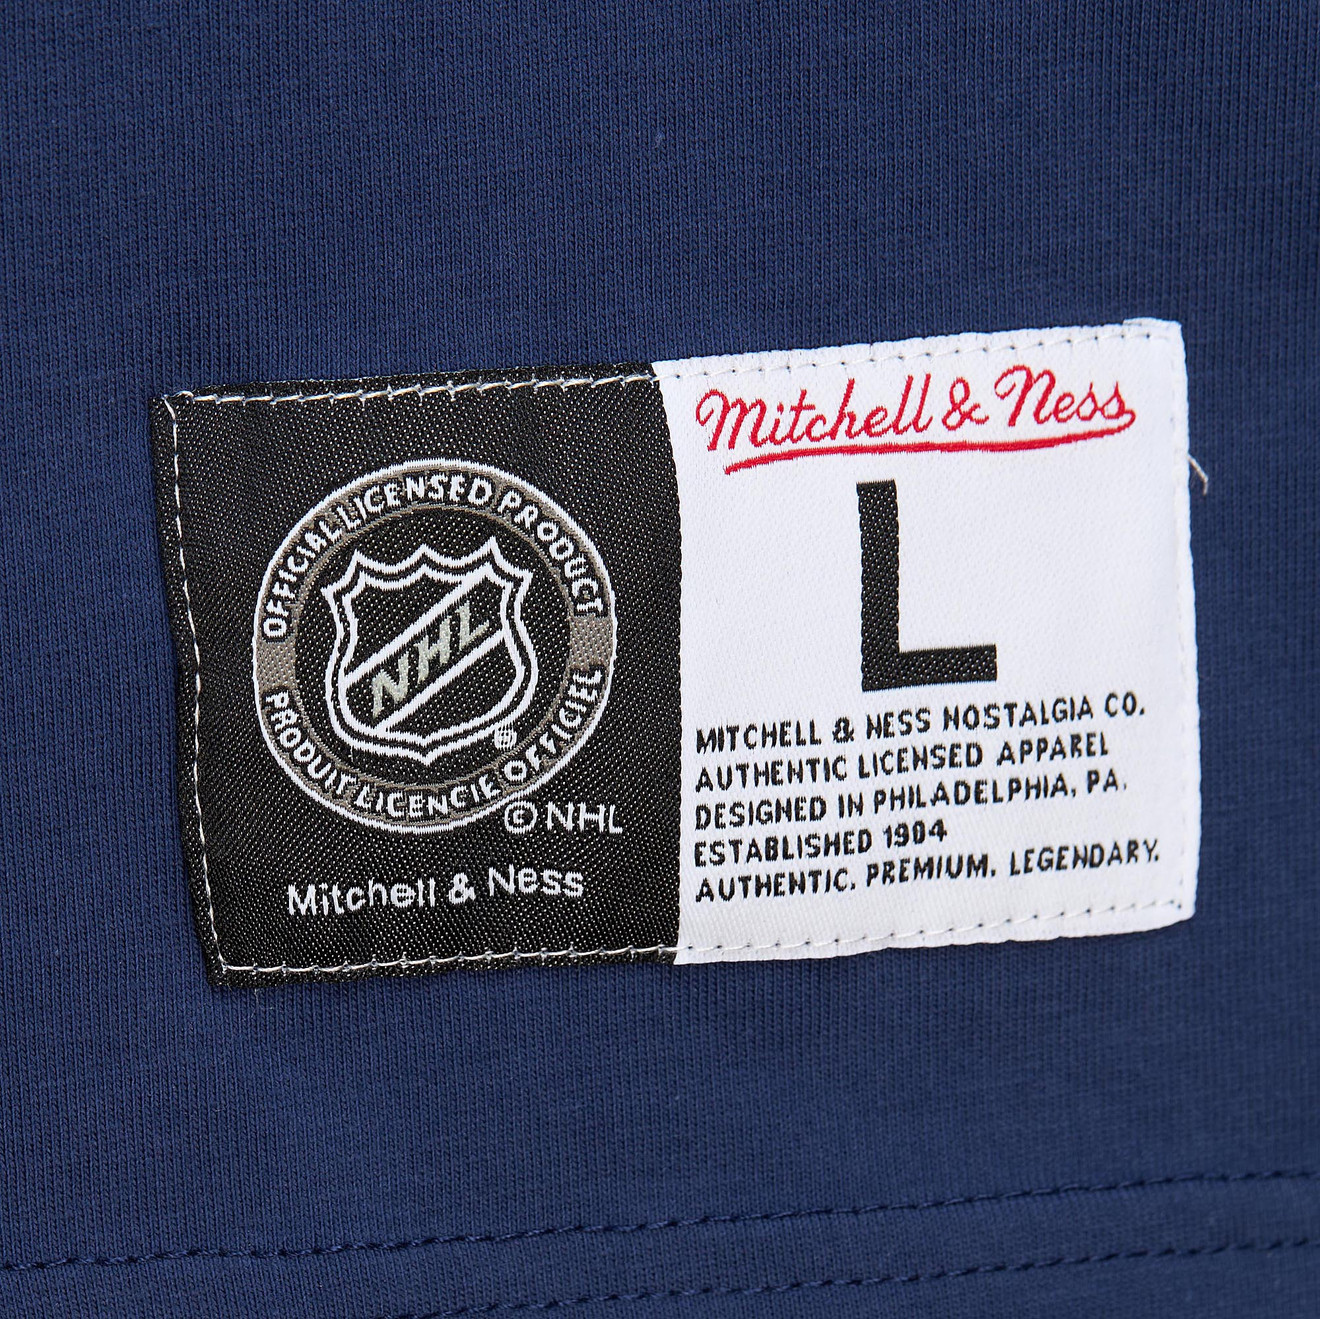 OFFICIAL LICENSED PRODUCT
NHL
®
PRODUIT LICENCIE OFFICIEL
© NHL
Mitchell & Ness
Mitchell & Ness
L
MITCHELL & NESS NOSTALGIA CO.
AUTHENTIC LICENSED APPAREL
DESIGNED IN PHILADELPHIA, PA.
ESTABLISHED 1904
AUTHENTIC. PREMIUM. LEGENDARY.